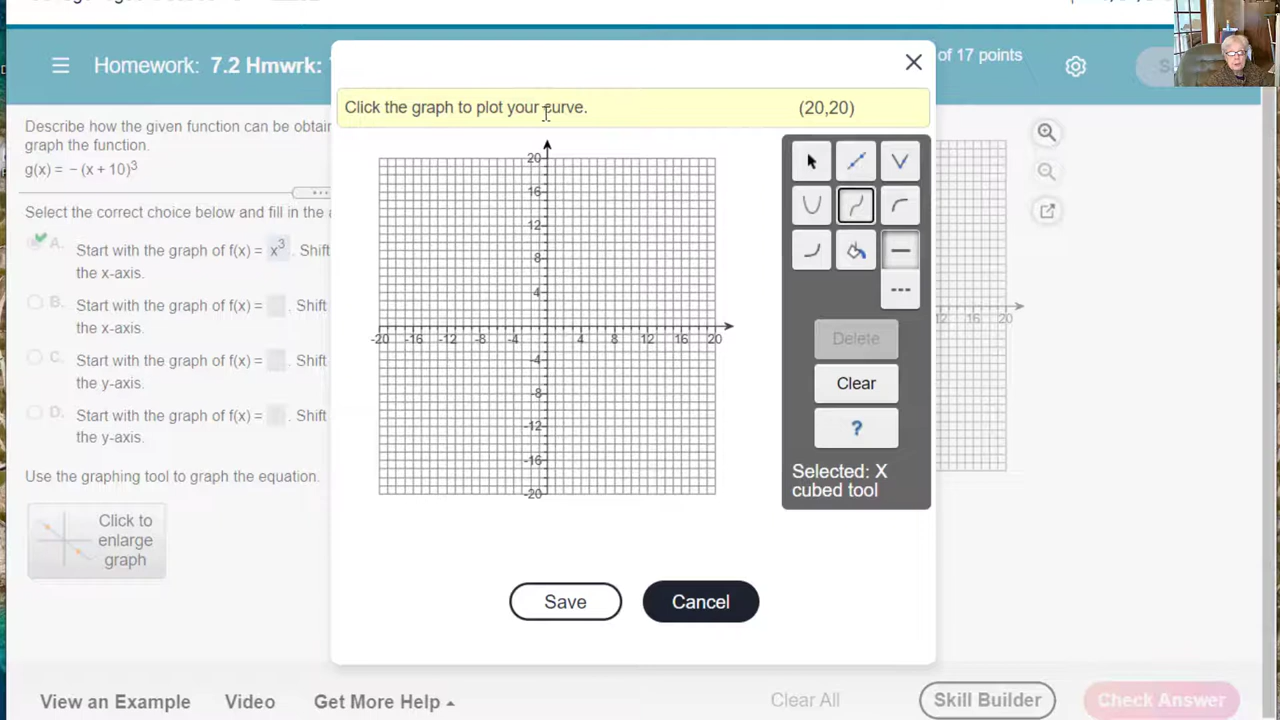 Homework: 7.2 Hmwrk:
of 17 points
Describe how the given function can be obtain
graph the function.
g(x) = − (x + 10)³
Select the correct choice below and fill in the a
A. Start with the graph of f(x) = x³ . Shift
the x-axis.
B. Start with the graph of f(x) = . Shift
the x-axis.
C. Start with the graph of f(x) = . Shift
the y-axis.
D. Start with the graph of f(x) = . Shift
the y-axis.
Use the graphing tool to graph the equation.
Click to
enlarge
graph
Click the graph to plot your curve.
(20,20)
20
16
12
8
4
-20 -16 -12 -8 -4 4 8 12 16 20
-4
-8
-12
-16
-20
Delete
Clear
?
Selected: X
cubed tool
12 16 20
Save
Cancel
View an Example
Video
Get More Help
Clear All
Skill Builder
Check Answer